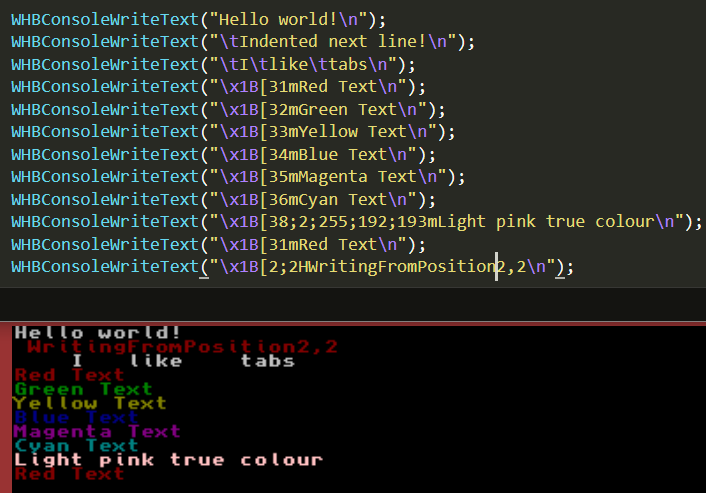 WHBConsoleWriteText("Hello world!\n");
WHBConsoleWriteText("\tIndented next line!\n");
WHBConsoleWriteText("\tI\tlike\ttabs\n");
WHBConsoleWriteText("\x1B[31mRed Text\n");
WHBConsoleWriteText("\x1B[32mGreen Text\n");
WHBConsoleWriteText("\x1B[33mYellow Text\n");
WHBConsoleWriteText("\x1B[34mBlue Text\n");
WHBConsoleWriteText("\x1B[35mMagenta Text\n");
WHBConsoleWriteText("\x1B[36mCyan Text\n");
WHBConsoleWriteText("\x1B[38;2;255;192;193mLight pink true colour\n");
WHBConsoleWriteText("\x1B[31mRed Text\n");
WHBConsoleWriteText("\x1B[2;2HWritingFromPosition2,2\n");
Hello world!
WritingFromPosition2,2
I like tabs
Red Text
Green Text
Yellow Text
Blue Text
Magenta Text
Cyan Text
Light pink true colour
Red Text